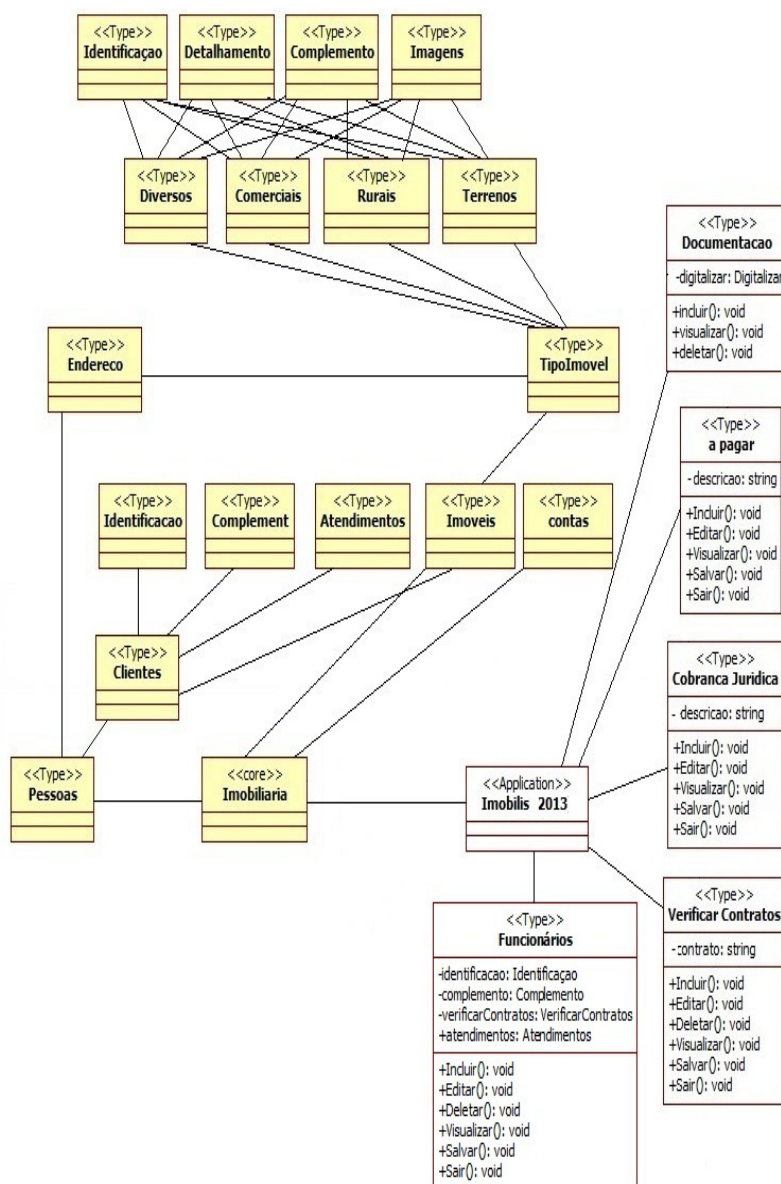 <<Type>>
Identificaçao
<<Type>>
Detalhamento
<<Type>>
Complemento
<<Type>>
Imagens
<<Type>>
Diversos
<<Type>>
Comerciais
<<Type>>
Rurais
<<Type>>
Terrenos
<<Type>>
Documentacao
-digitalizar: Digitalizar
+incluir(): void
+visualizar(): void
+deletar(): void
<<Type>>
Endereco
<<Type>>
TipoImovel
<<Type>>
a pagar
-descricao: string
+Incluir(): void
+Editar(): void
+Visualizar(): void
+Salvar(): void
+Sair(): void
<<Type>>
Identificacao
<<Type>>
Complement
<<Type>>
Atendimentos
<<Type>>
Imoveis
<<Type>>
contas
<<Type>>
Clientes
<<Type>>
Cobranca Juridica
- descricao: string
+Incluir(): void
+Editar(): void
+Visualizar(): void
+Salvar(): void
+Sair(): void
<<Type>>
Pessoas
<<core>>
Imobiliaria
<<Application>>
Imobilis 2013
<<Type>>
Verificar Contratos
-contrato: string
+Incluir(): void
+Editar(): void
+Deletar(): void
+Visualizar(): void
+Salvar(): void
+Sair(): void
<<Type>>
Funcionários
-identificacao: Identificaçao
-complemento: Complemento
-verificarContratos: VerificarContratos
+atendimentos: Atendimentos
+Incluir(): void
+Editar(): void
+Deletar(): void
+Visualizar(): void
+Salvar(): void
+Sair(): void